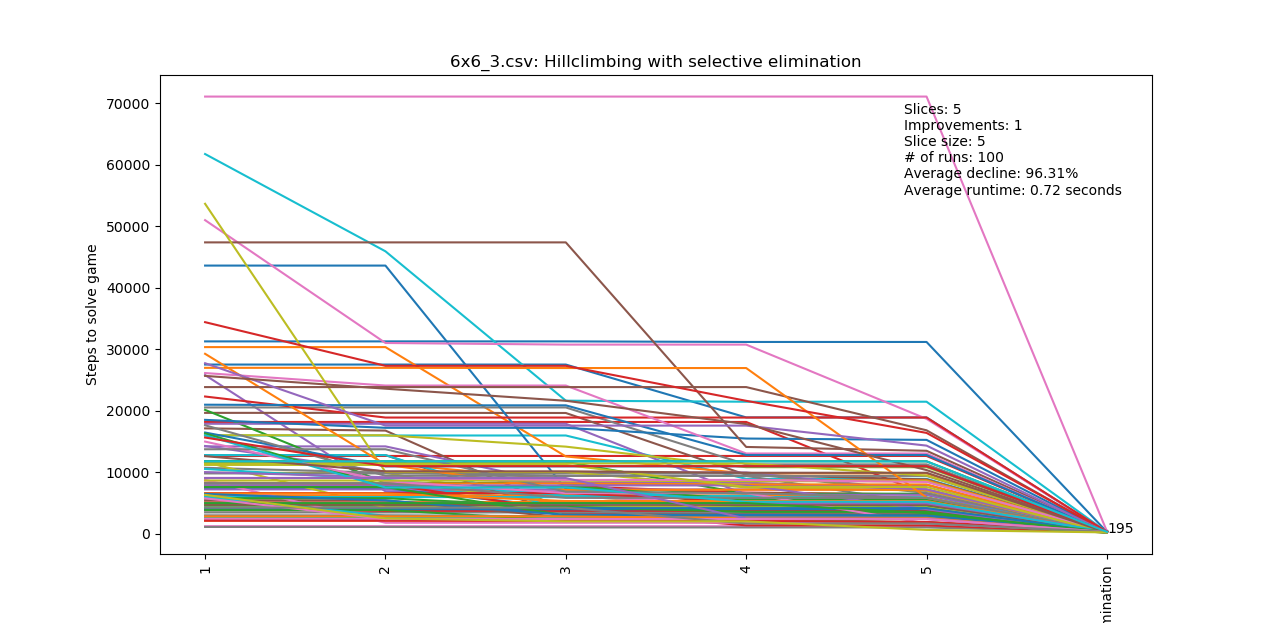 6x6_3.csv: Hillclimbing with selective elimination
70000
60000
50000
40000
30000
20000
10000
0
Steps to solve game
Slices: 5
Improvements: 1
Slice size: 5
# of runs: 100
Average decline: 96.31%
Average runtime: 0.72 seconds
195
1
2
3
4
5
mination